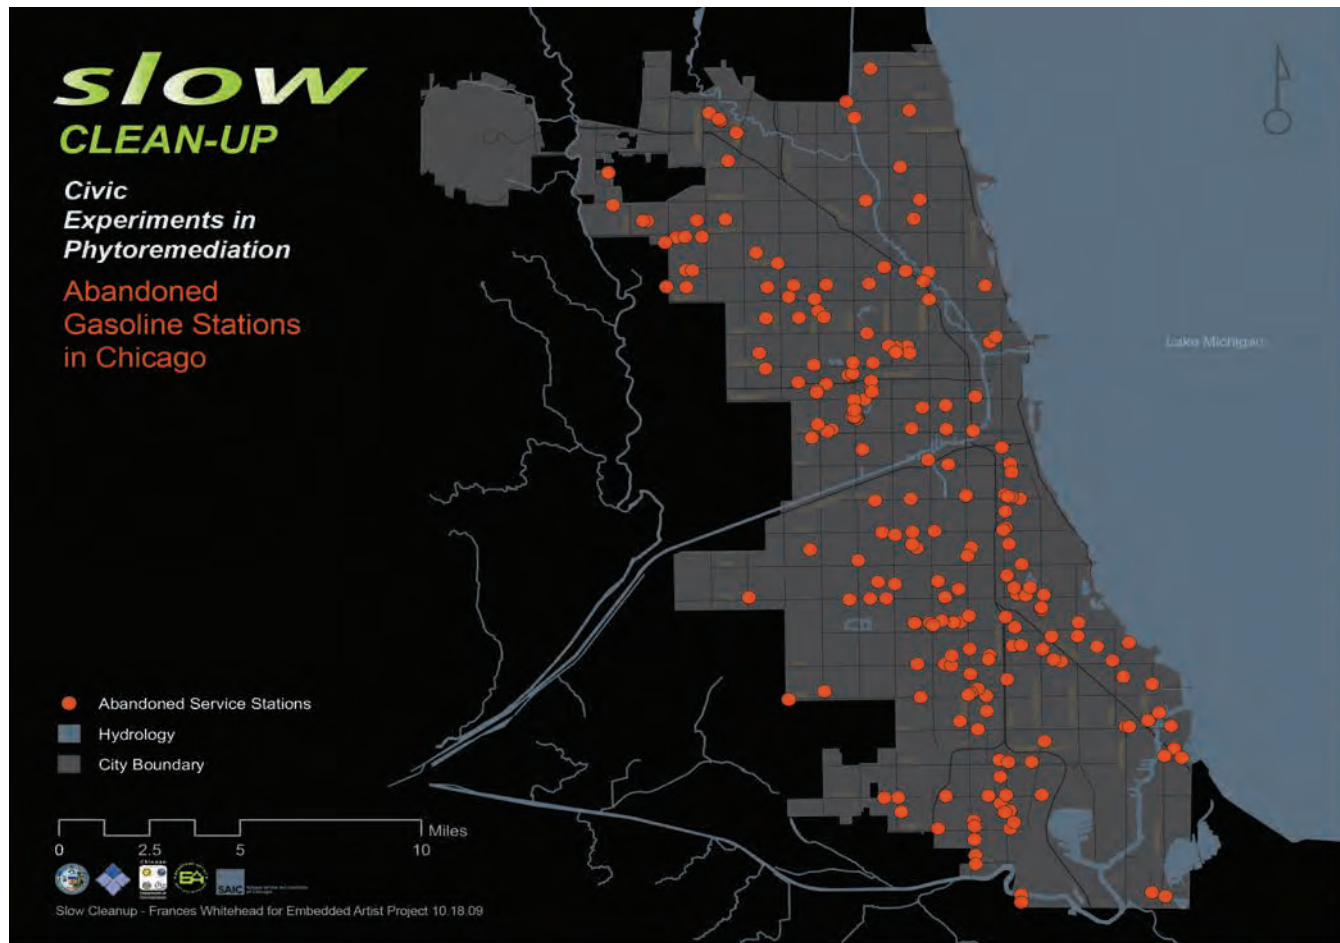 slow
CLEAN-UP
Civic
Experiments in
Phytoremediation
Abandoned
Gasoline Stations
in Chicago
Lake Michigan
Abandoned Service Stations
Hydrology
City Boundary
Miles
0 2.5 5 10
SAIC
Slow Cleanup - Frances Whitehead for Embedded Artist Project 10.18.09